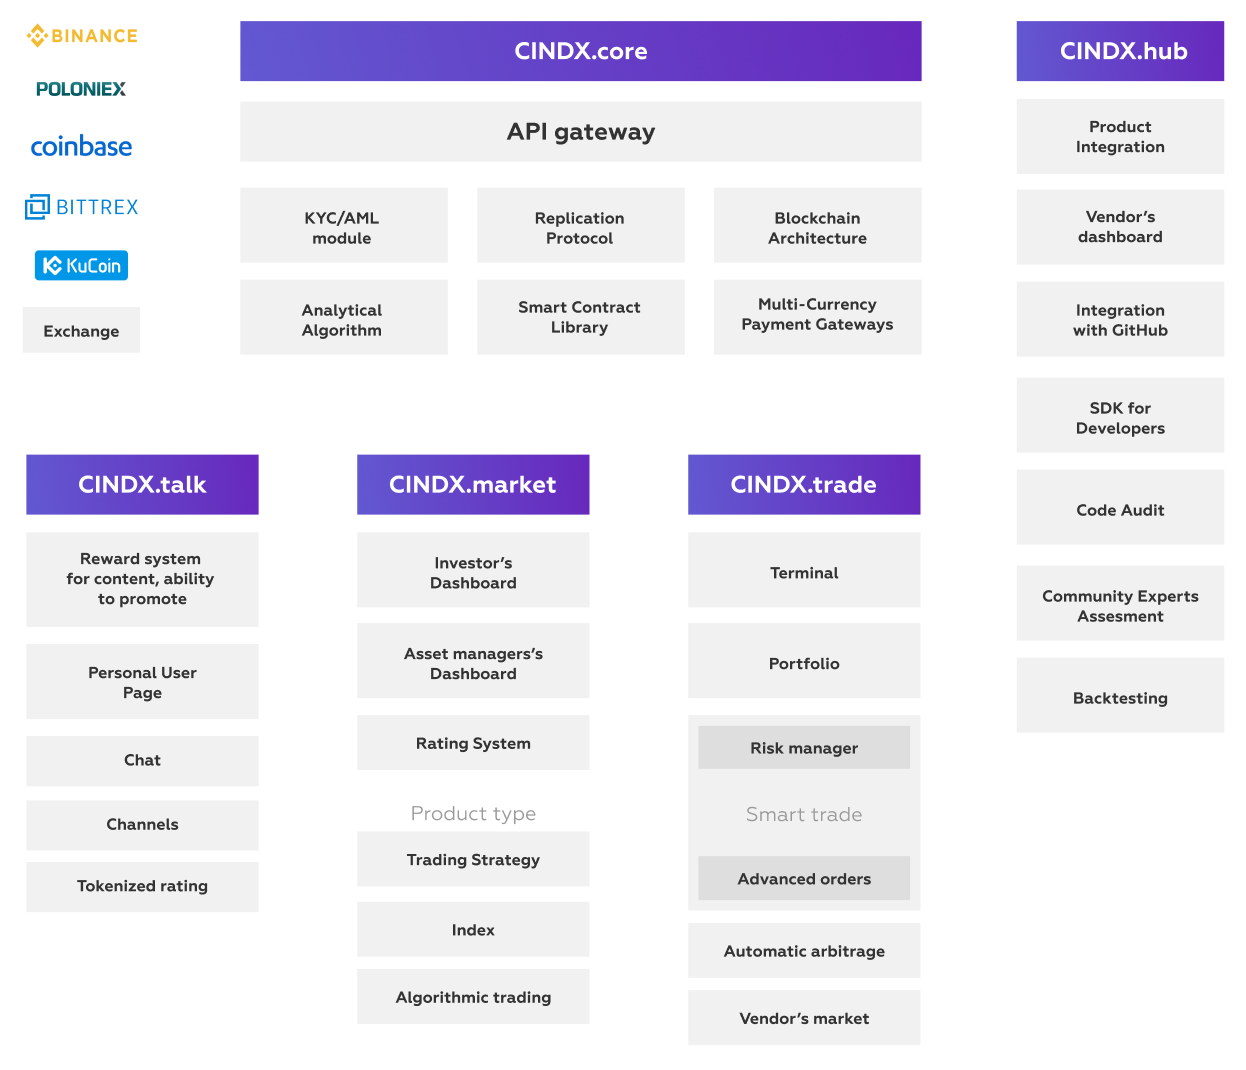 BINANCE
POLONIEX
coinbase
BITTREX
KuCoin
Exchange
CINDX.core
API gateway
KYC/AML
module
Replication
Protocol
Blockchain
Architecture
Analytical
Algorithm
Smart Contract
Library
Multi-Currency
Payment Gateways
CINDX.hub
Product
Integration
Vendor’s
dashboard
Integration
with GitHub
SDK for
Developers
Code Audit
Community Experts
Assesment
Backtesting
CINDX.talk
Reward system
for content, ability
to promote
Personal User
Page
Chat
Channels
Tokenized rating
CINDX.market
Investor’s
Dashboard
Asset managers’s
Dashboard
Rating System
Product type
Trading Strategy
Index
Algorithmic trading
CINDX.trade
Terminal
Portfolio
Risk manager
Smart trade
Advanced orders
Automatic arbitrage
Vendor’s market